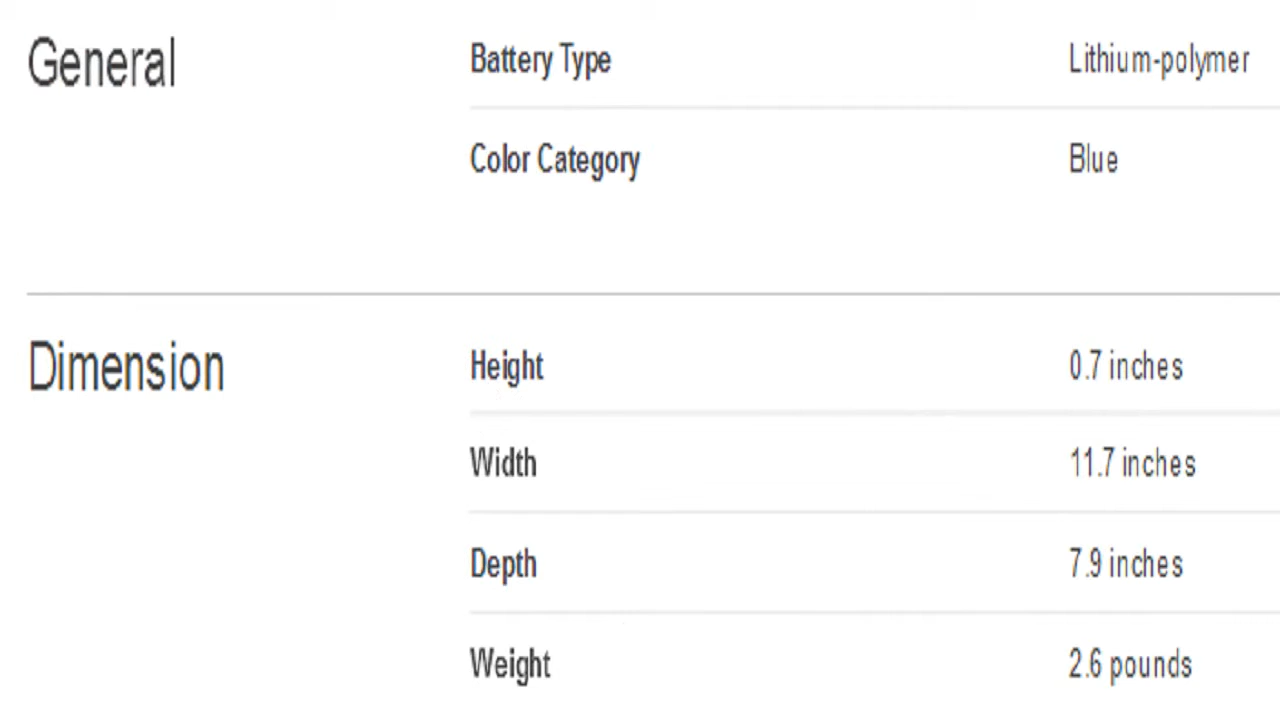 General Battery Type Lithium-polymer
Color Category Blue
Dimension Height 0.7 inches
Width 11.7 inches
Depth 7.9 inches
Weight 2.6 pounds